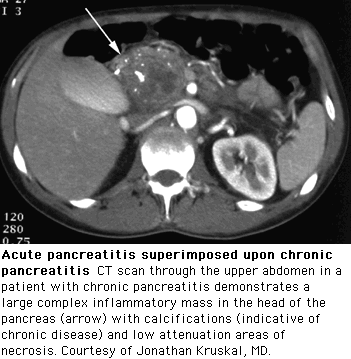 I 3
120
280
0.75
Acute pancreatitis superimposed upon chronic
pancreatitis CT scan through the upper abdomen in a
patient with chronic pancreatitis demonstrates a
large complex inflammatory mass in the head of the
pancreas (arrow) with calcifications (indicative of
chronic disease) and low attenuation areas of
necrosis. Courtesy of Jonathan Kruskal, MD.